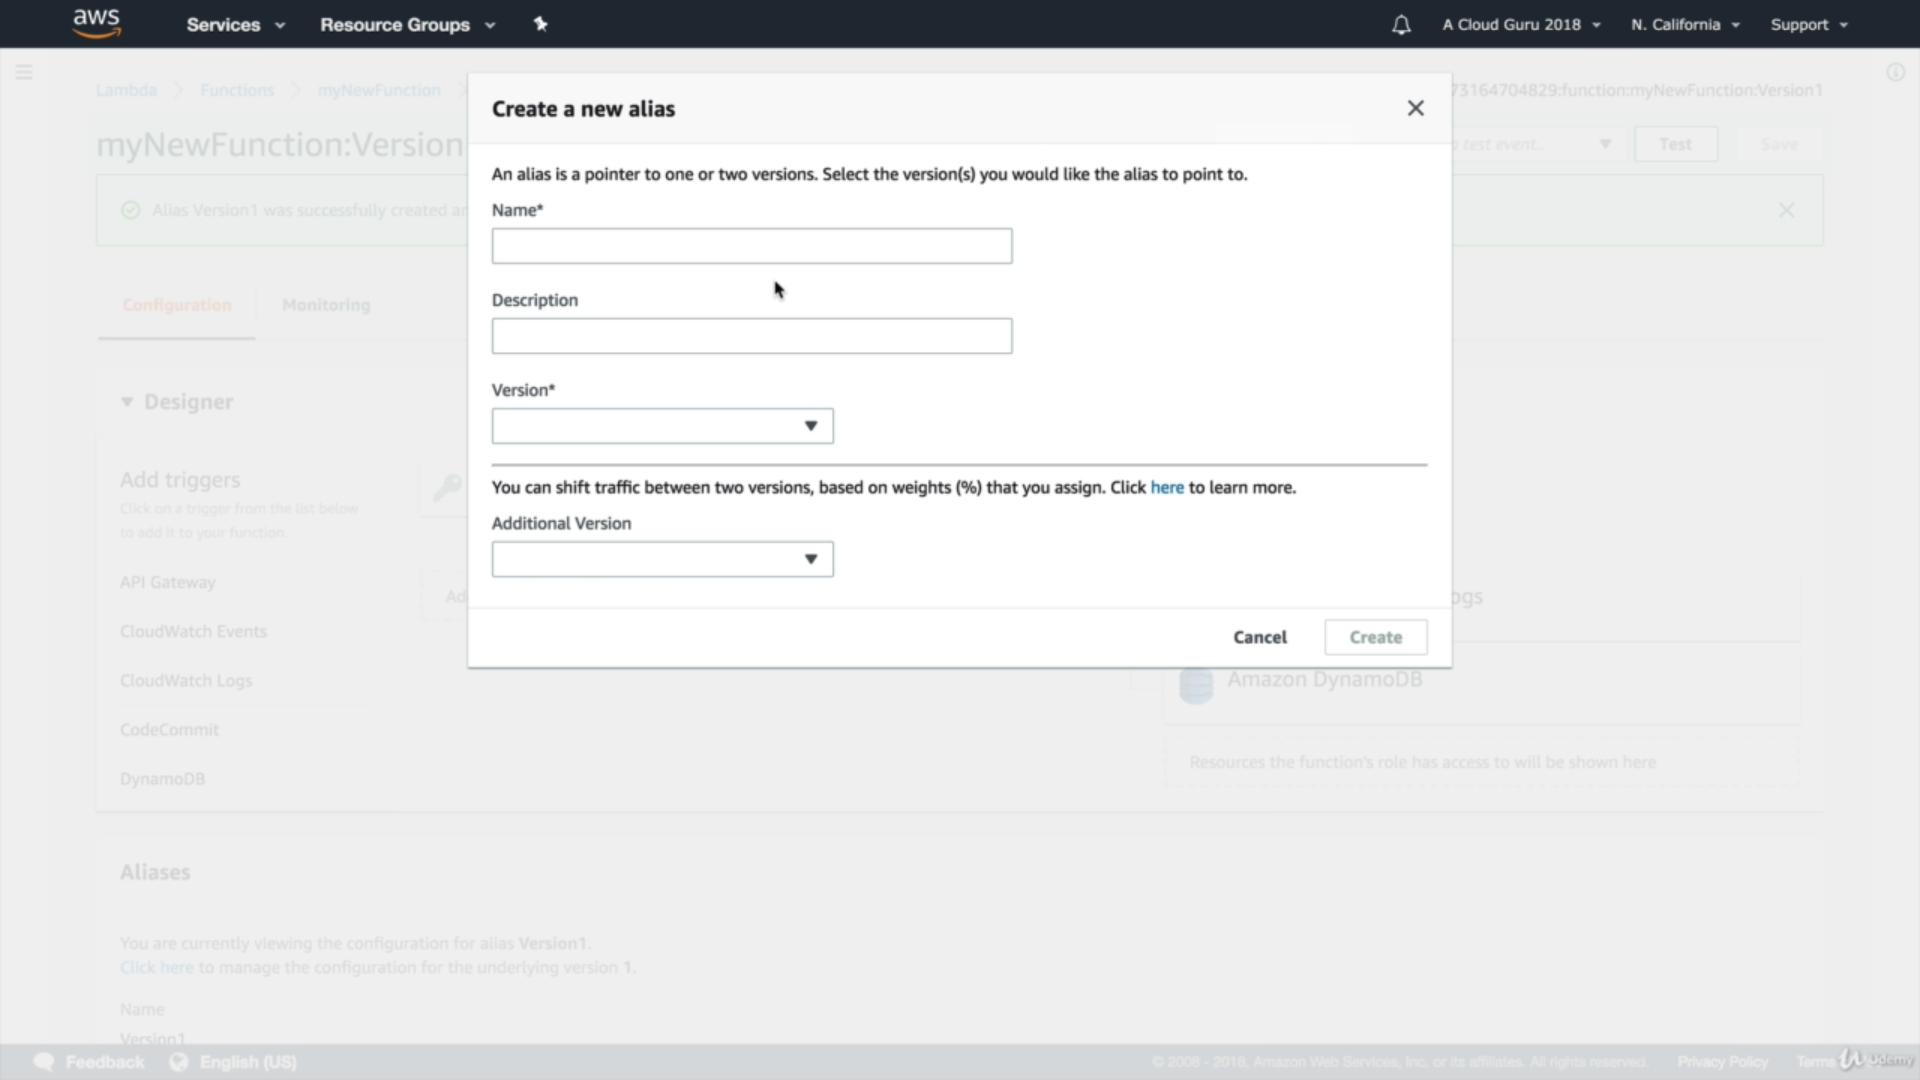 aws
Services
Resource Groups
A Cloud Guru 2018
N. California
Support
Lambda
Functions
myNewFunction
73164704829:function:myNewFunction:Version1
myNewFunction:Version
test event..
Test
Save
Alias Version1 was successfully created
Configuration
Monitoring
Create a new alias
An alias is a pointer to one or two versions. Select the version(s) you would like the alias to point to.
Name*
Description
Version*
You can shift traffic between two versions, based on weights (%) that you assign. Click here to learn more.
Additional Version
Cancel
Create
Designer
Add triggers
Click on a trigger from the list below
to add it to your function.
API Gateway
CloudWatch Events
CloudWatch Logs
CodeCommit
DynamoDB
Amazon DynamoDB
Resources the function's role has access to will be shown here
Aliases
You are currently viewing the configuration for alias Version1.
Click here to manage the configuration for the underlying version 1.
Name
Version1
Feedback
English (US)
© 2008 - 2018, Amazon Web Services, Inc. or its affiliates. All rights reserved.
Privacy Policy
Terms
Udemy